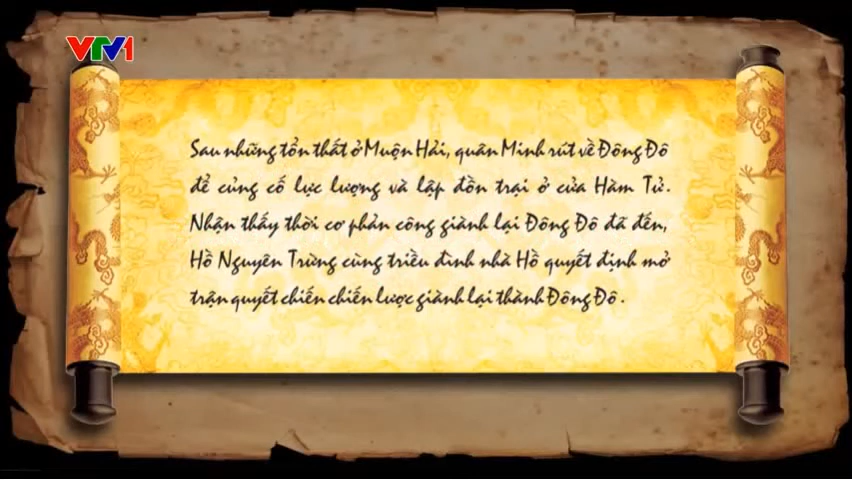 VTV1
Sau những tổn thất ở Muộn Hải, quân Minh rút về Đông Đô
để củng cố lực lượng và lập đồn trại ở cửa Hàm Tử.
Nhận thấy thời cơ phản công giành lại Đông Đô đã đến,
Hồ Nguyên Trừng cùng triều đình nhà Hồ quyết định mở
trận quyết chiến chiến lược giành lại thành Đông Đô.